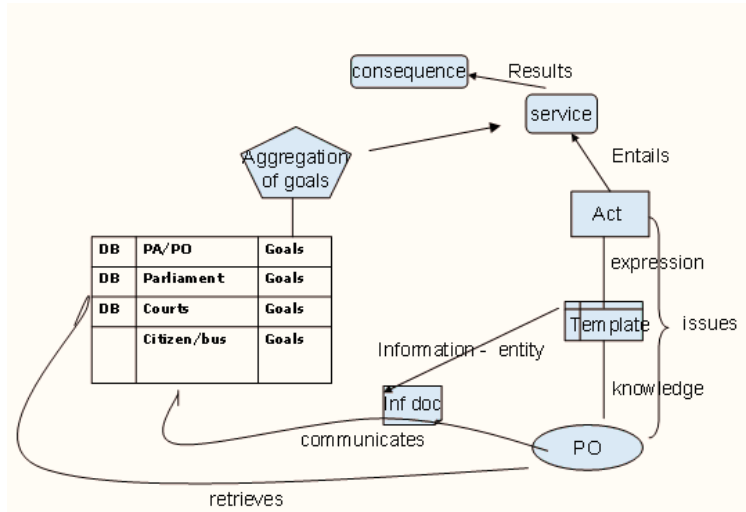 consequence
Results
service
Entails
Aggregation
of goals
Act
expression
DB PA/PO Goals
DB Parliament Goals
DB Courts Goals
Citizen/bus Goals
Template
issues
Information - entity
knowledge
Inf doc
communicates
PO
retrieves